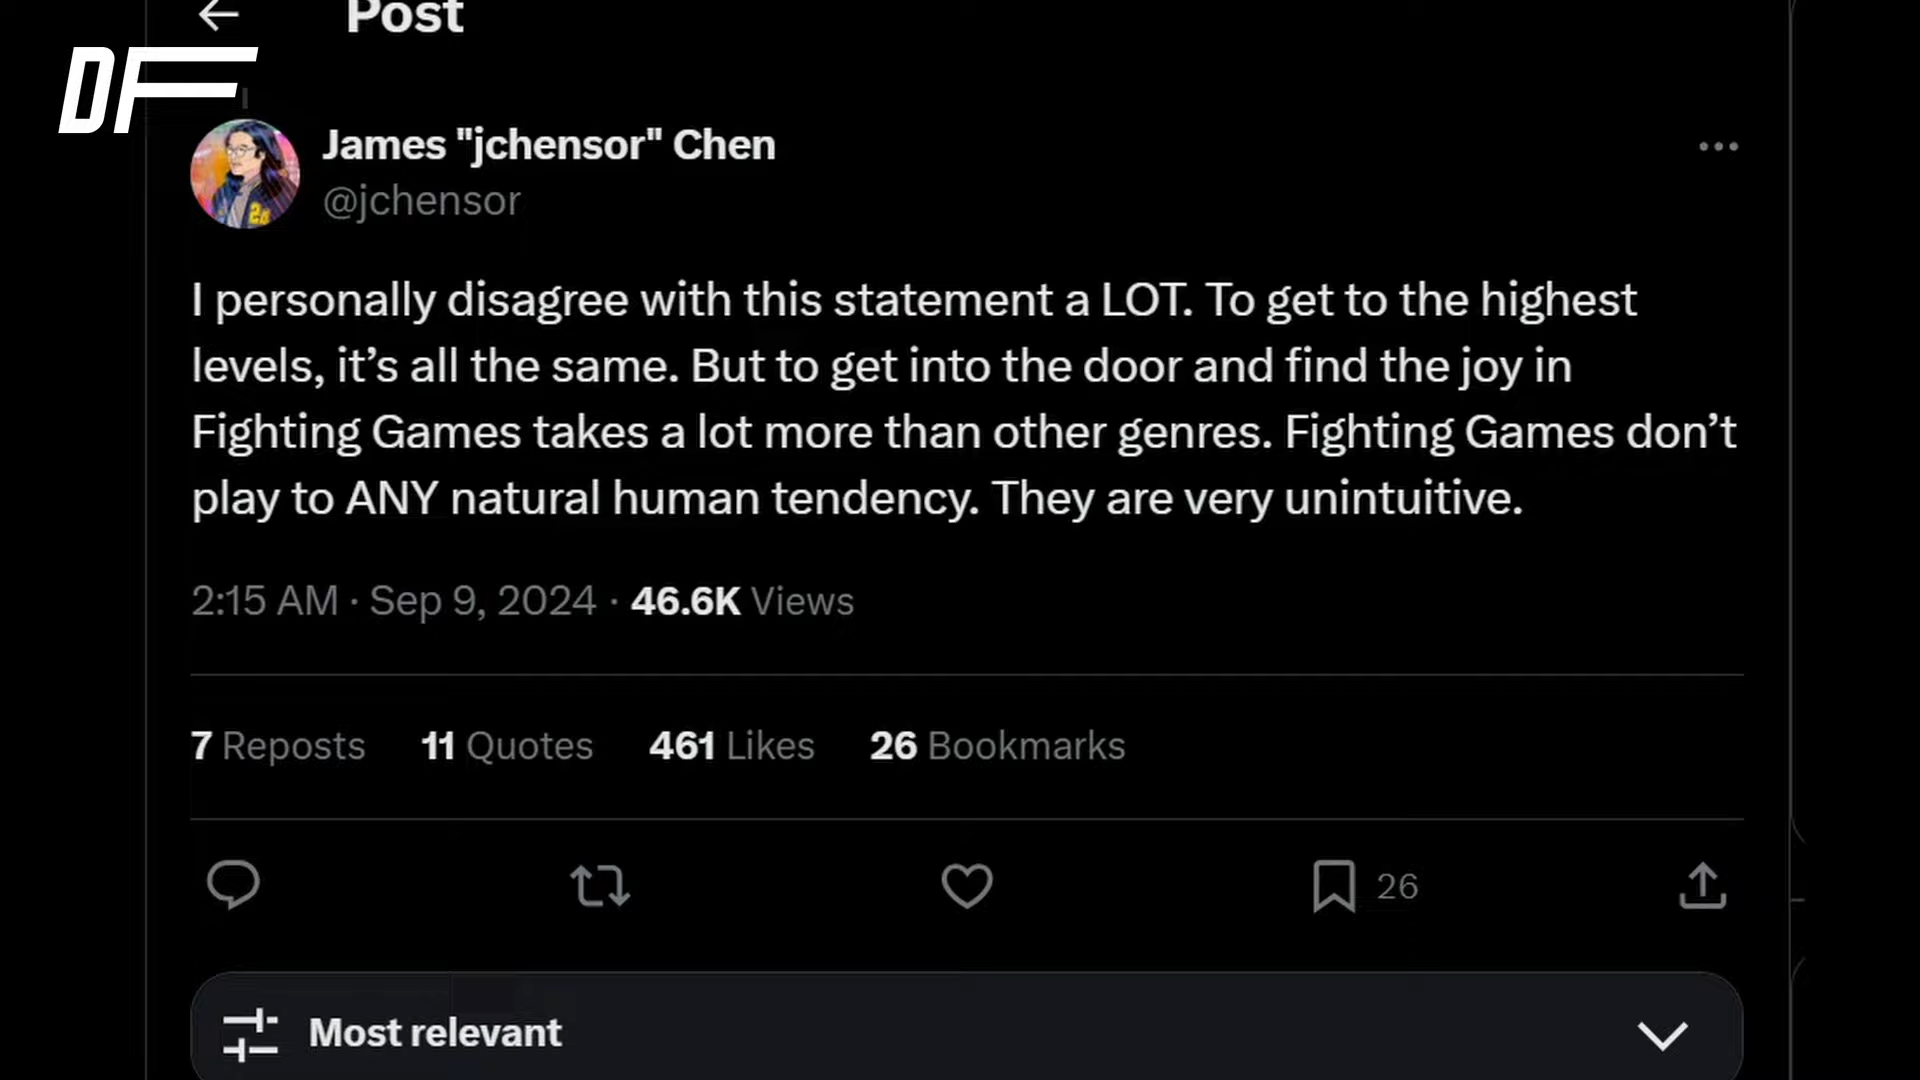 Post
DF
James "jchensor" Chen
@jchensor
I personally disagree with this statement a LOT. To get to the highest
levels, it’s all the same. But to get into the door and find the joy in
Fighting Games takes a lot more than other genres. Fighting Games don’t
play to ANY natural human tendency. They are very unintuitive.
2:15 AM · Sep 9, 2024 · 46.6K Views
7 Reposts 11 Quotes 461 Likes 26 Bookmarks
26
Most relevant